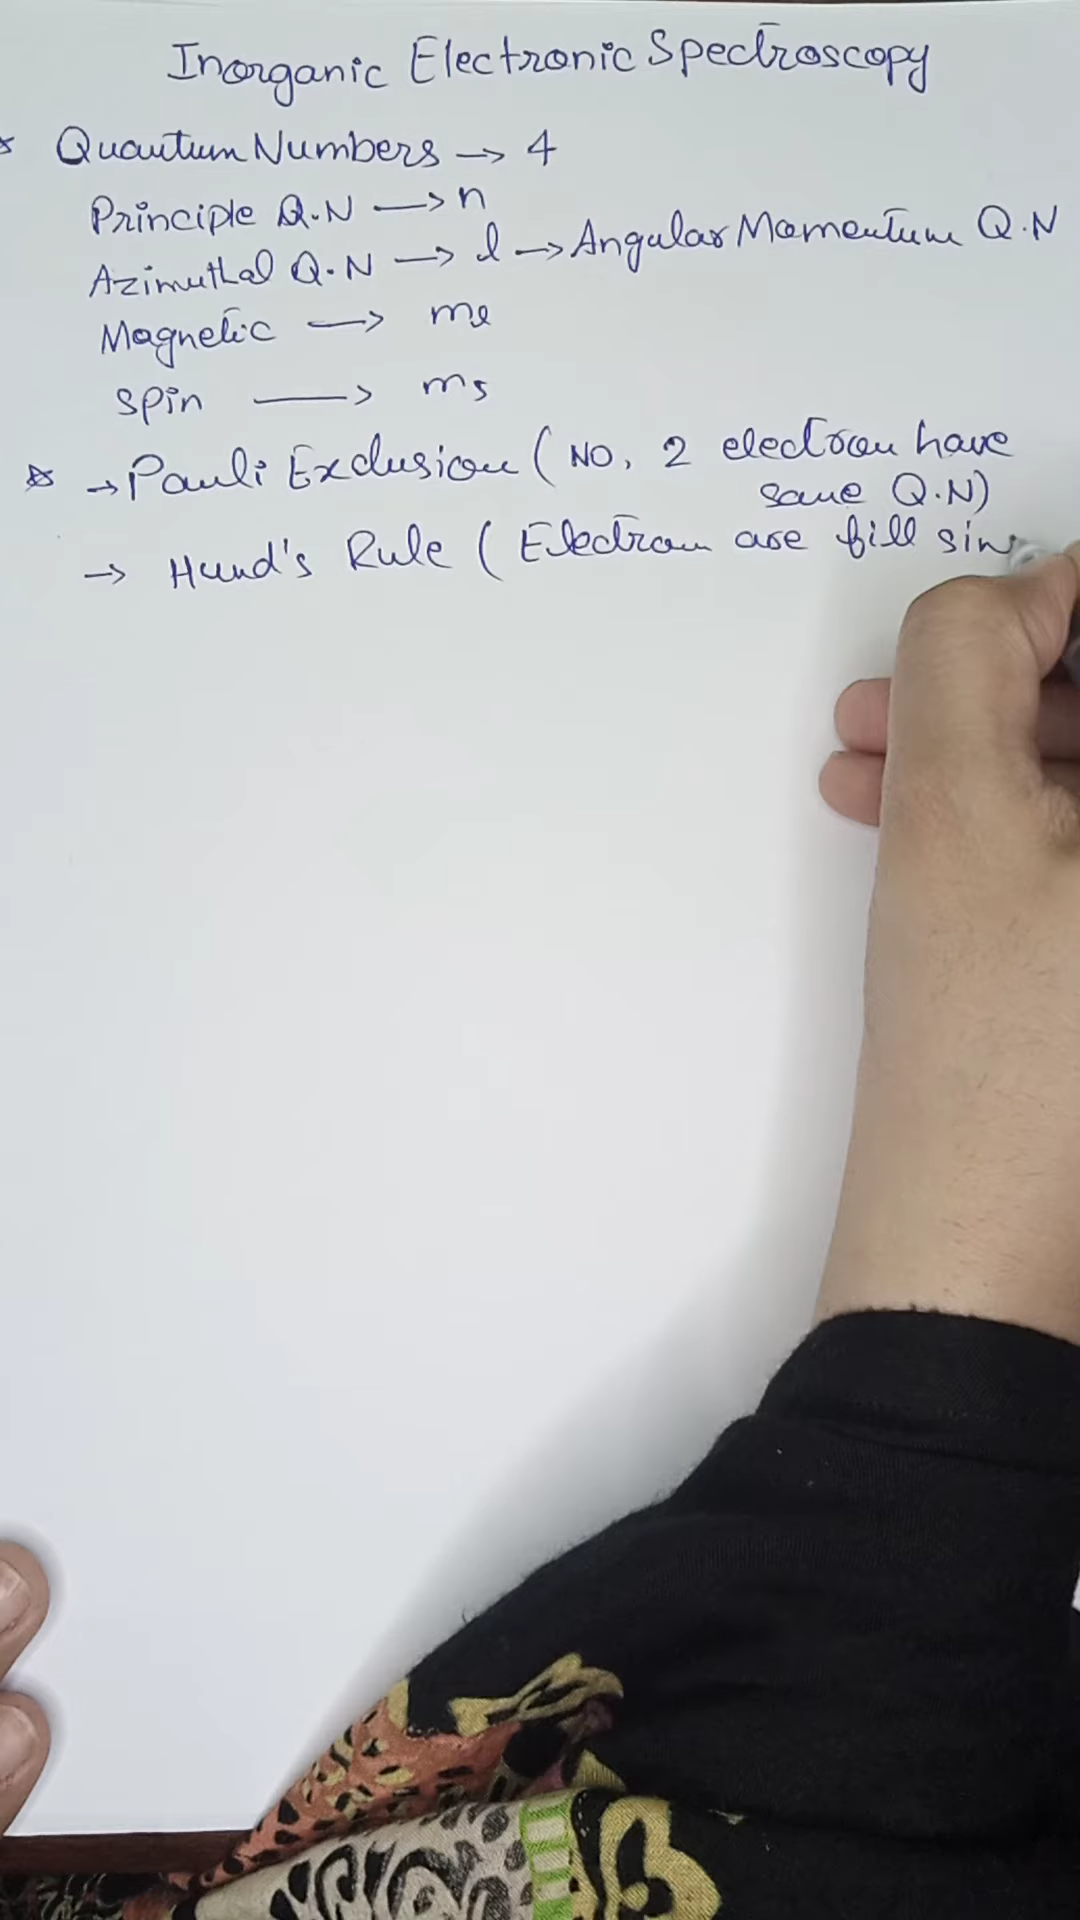 Inorganic Electronic Spectroscopy
Quantum Numbers → 4
Principle Q.N → n
Azimuthal Q.N → l → Angular Momentum Q.N
Magnetic → ml
Spin → ms
→ Pauli Exclusion (No. 2 electron have
same Q.N)
→ Hund's Rule ( Electron are fill sin